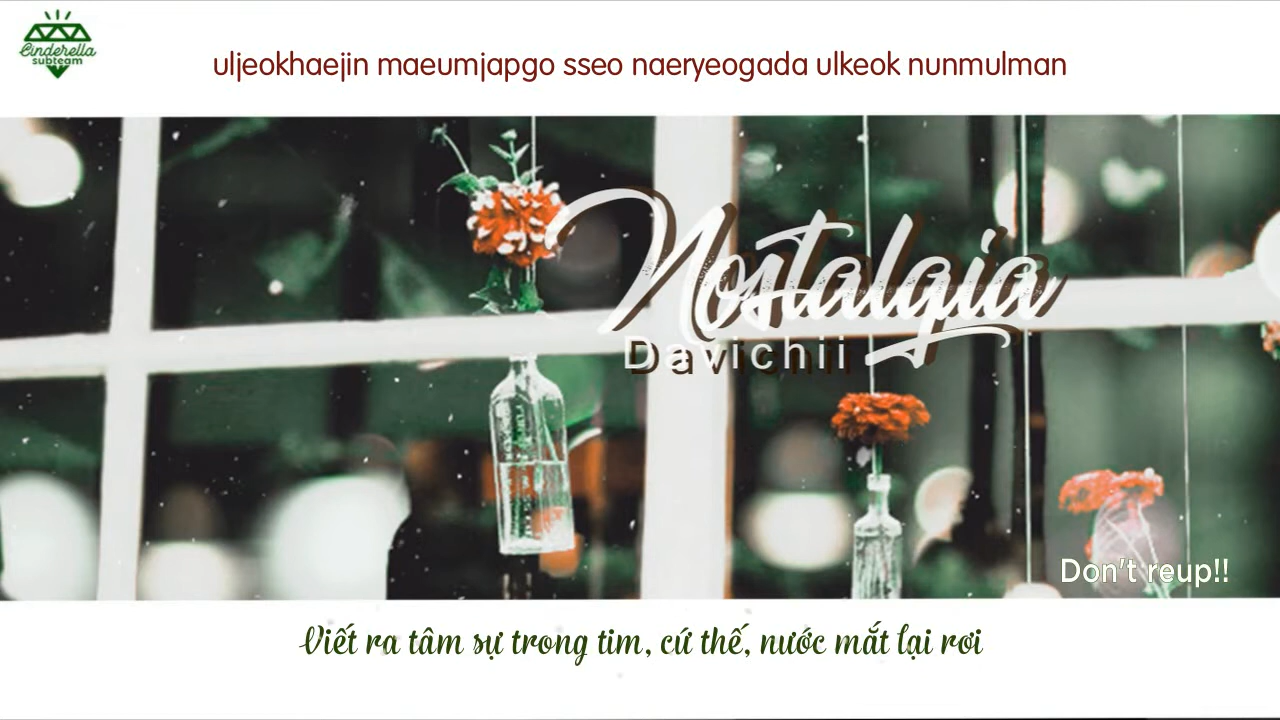 Cinderella
subteam
uljeokhaejin maeumjapgo sseo naeryeogada ulkeok nunmulman
Nostalgia
Davichii
Don't reup!!
Viết ra tâm sự trong tim, cứ thế, nước mắt lại rơi